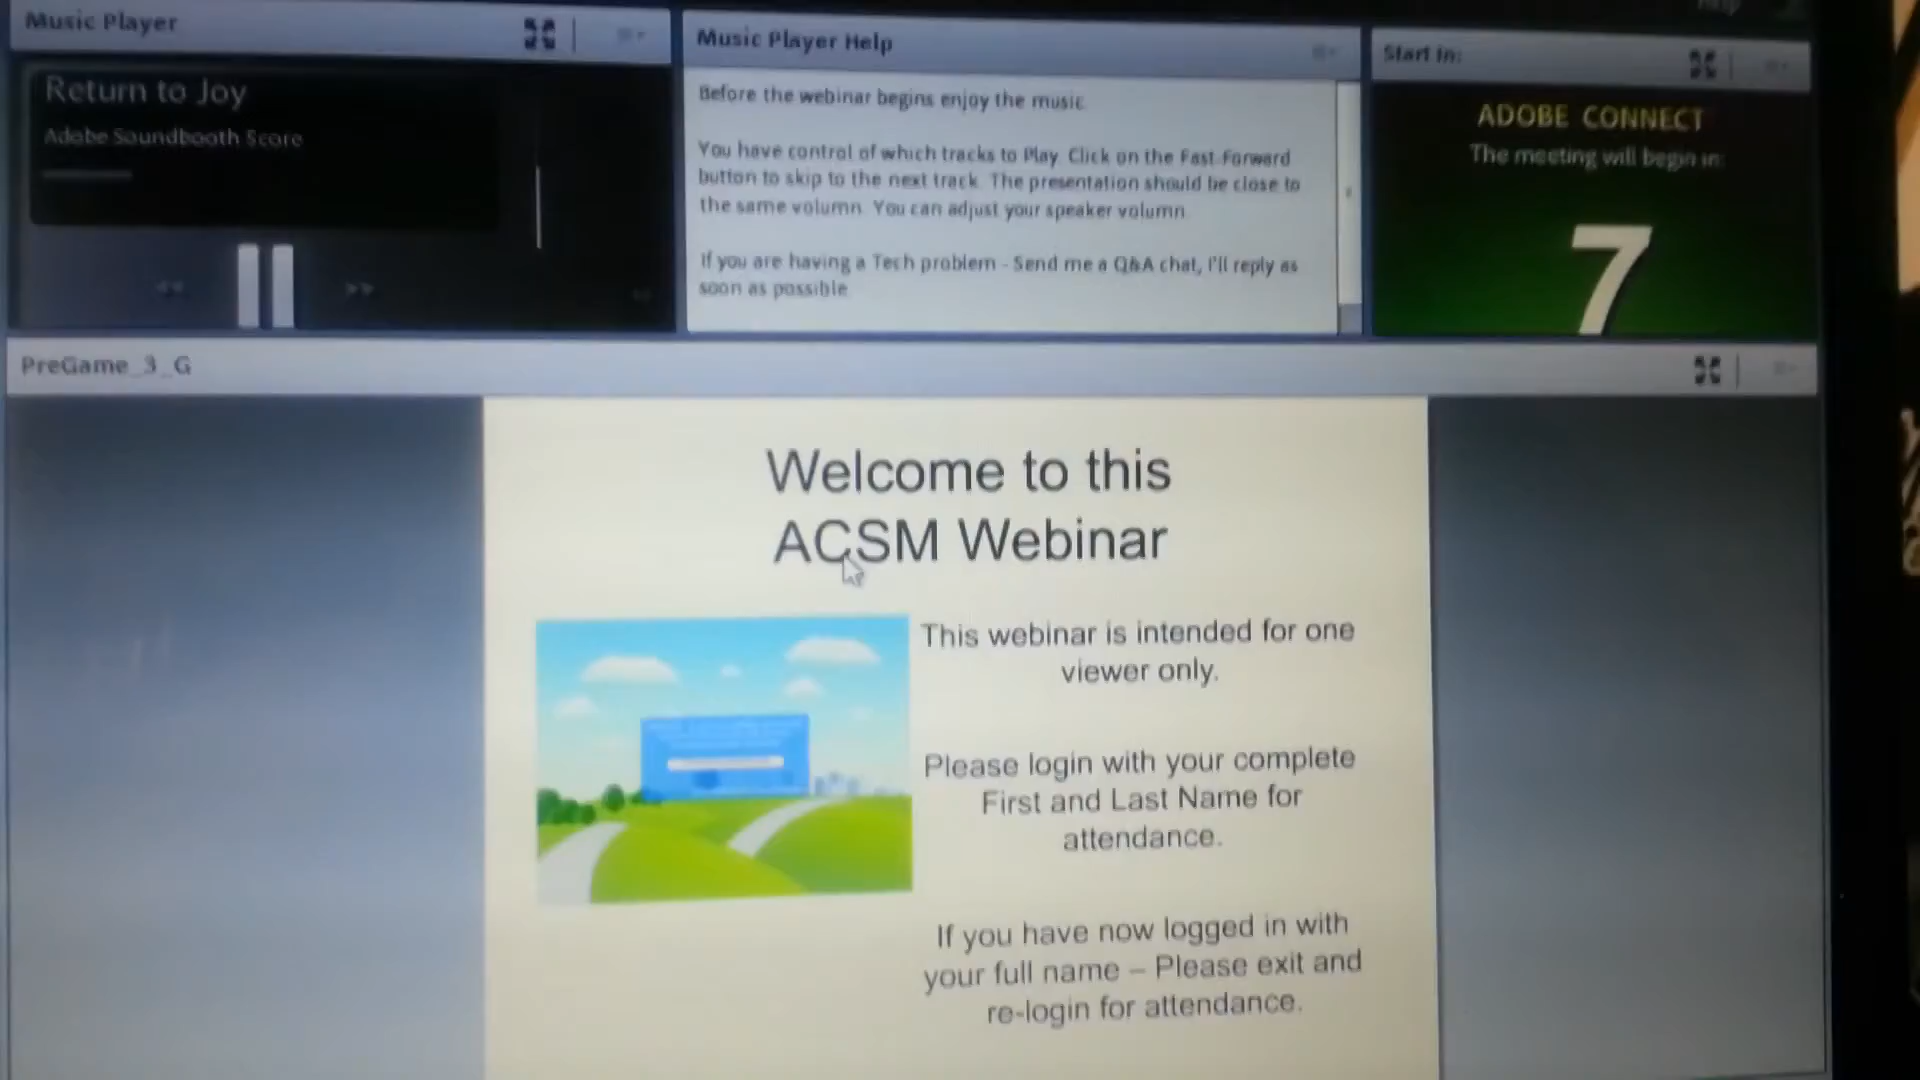 Music Player
Return to Joy
Adobe Soundbooth Score
Music Player Help
Before the webinar begins enjoy the music.
You have control of which tracks to Play. Click on the Fast-Forward
button to skip to the next track. The presentation should be close to
the same volumn. You can adjust your speaker volumn.
If you are having a Tech problem - Send me a Q&A chat, I'll reply as
soon as possible
Help
Start In:
ADOBE CONNECT
The meeting will begin in:
7
PreGame_3_G
Welcome to this
ACSM Webinar
This webinar is intended for one
viewer only.
Please login with your complete
First and Last Name for
attendance.
If you have now logged in with
your full name – Please exit and
re-login for attendance.